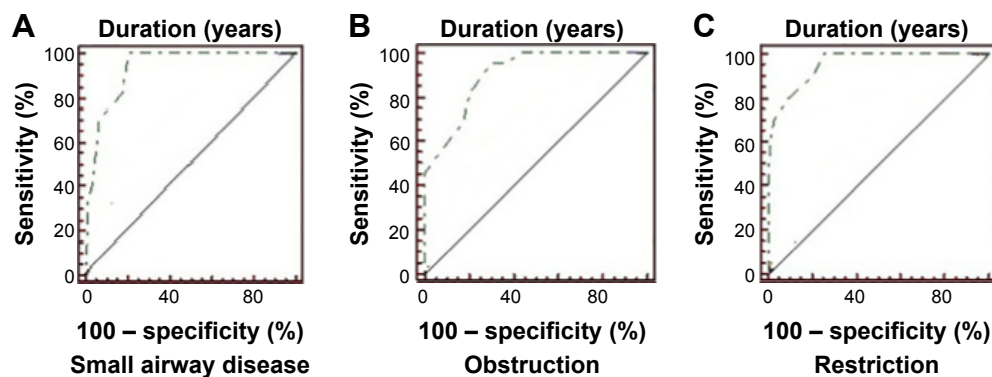 A
Duration (years)
Sensitivity (%)
100
80
60
40
20
0
0 40 80
100 – specificity (%)
Small airway disease
B
Duration (years)
Sensitivity (%)
100
80
60
40
20
0
0 40 80
100 – specificity (%)
Obstruction
C
Duration (years)
Sensitivity (%)
100
80
60
40
20
0
0 40 80
100 – specificity (%)
Restriction